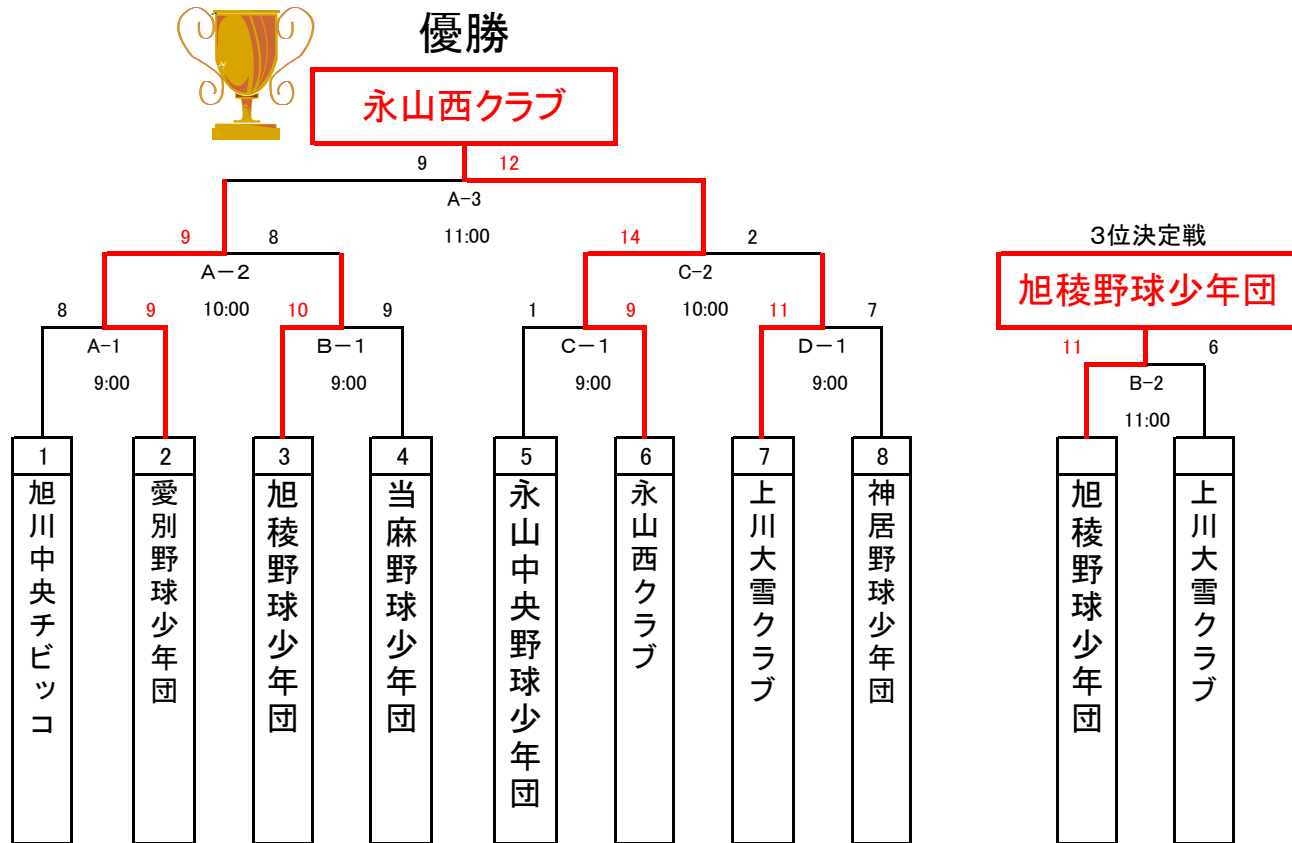 優勝
永山西クラブ
9 12
A-3
11:00
9 8 14 2
A－2 C-2
10:00 10:00
8 9 10 9 1 9 11 7
A-1 B－1 C－1 D－1
9:00 9:00 9:00 9:00
1 2 3 4 5 6 7 8
旭川中央チビッコ
愛別野球少年団
旭稜野球少年団
当麻野球少年団
永山中央野球少年団
永山西クラブ
上川大雪クラブ
神居野球少年団
３位決定戦
旭稜野球少年団
11 6
B-2
11:00
旭稜野球少年団
上川大雪クラブ